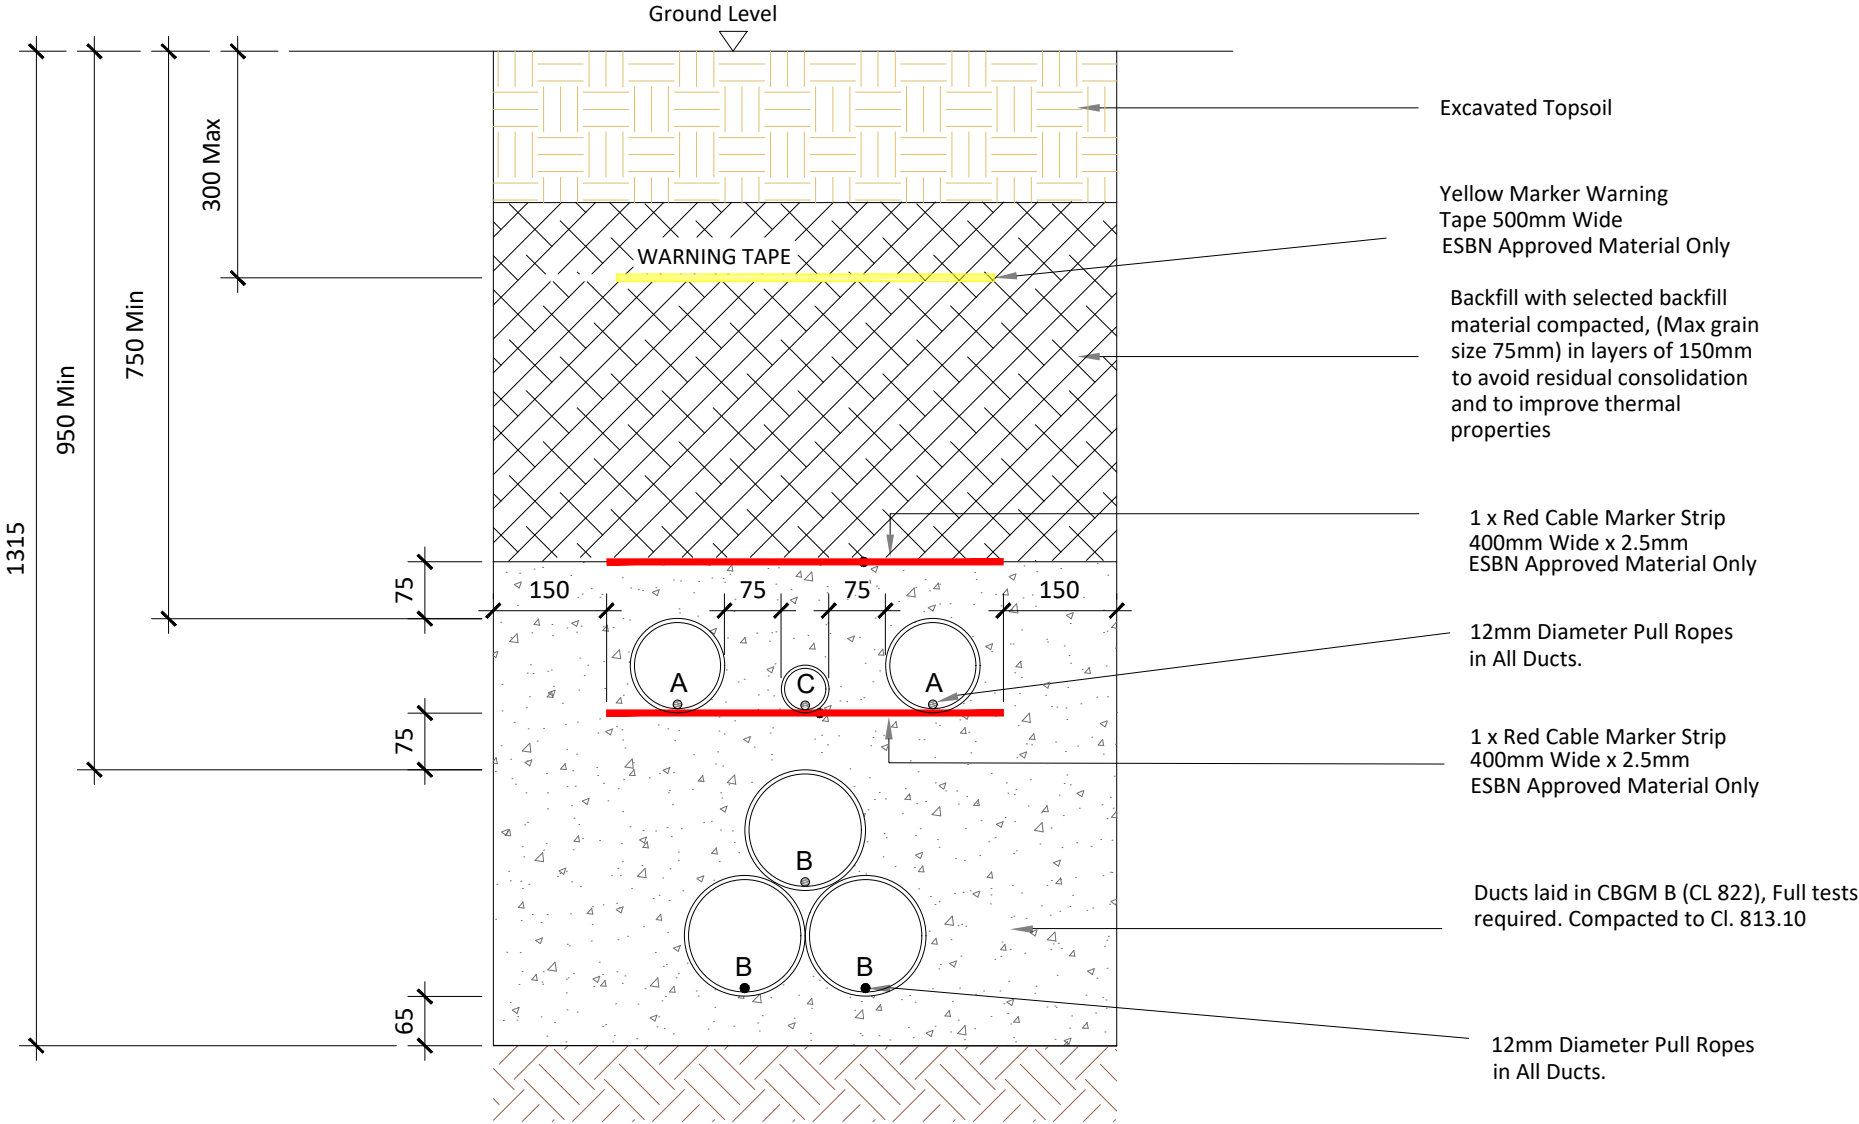 Ground Level
Excavated Topsoil
300 Max
Yellow Marker Warning
Tape 500mm Wide
ESBN Approved Material Only
WARNING TAPE
750 Min
Backfill with selected backfill
material compacted, (Max grain
size 75mm) in layers of 150mm
to avoid residual consolidation
and to improve thermal
properties
950 Min
1315
1 x Red Cable Marker Strip
400mm Wide x 2.5mm
ESBN Approved Material Only
75
150
75
75
150
12mm Diameter Pull Ropes
in All Ducts.
A
C
A
75
1 x Red Cable Marker Strip
400mm Wide x 2.5mm
ESBN Approved Material Only
B
Ducts laid in CBGM B (CL 822), Full tests
required. Compacted to Cl. 813.10
B
B
65
12mm Diameter Pull Ropes
in All Ducts.